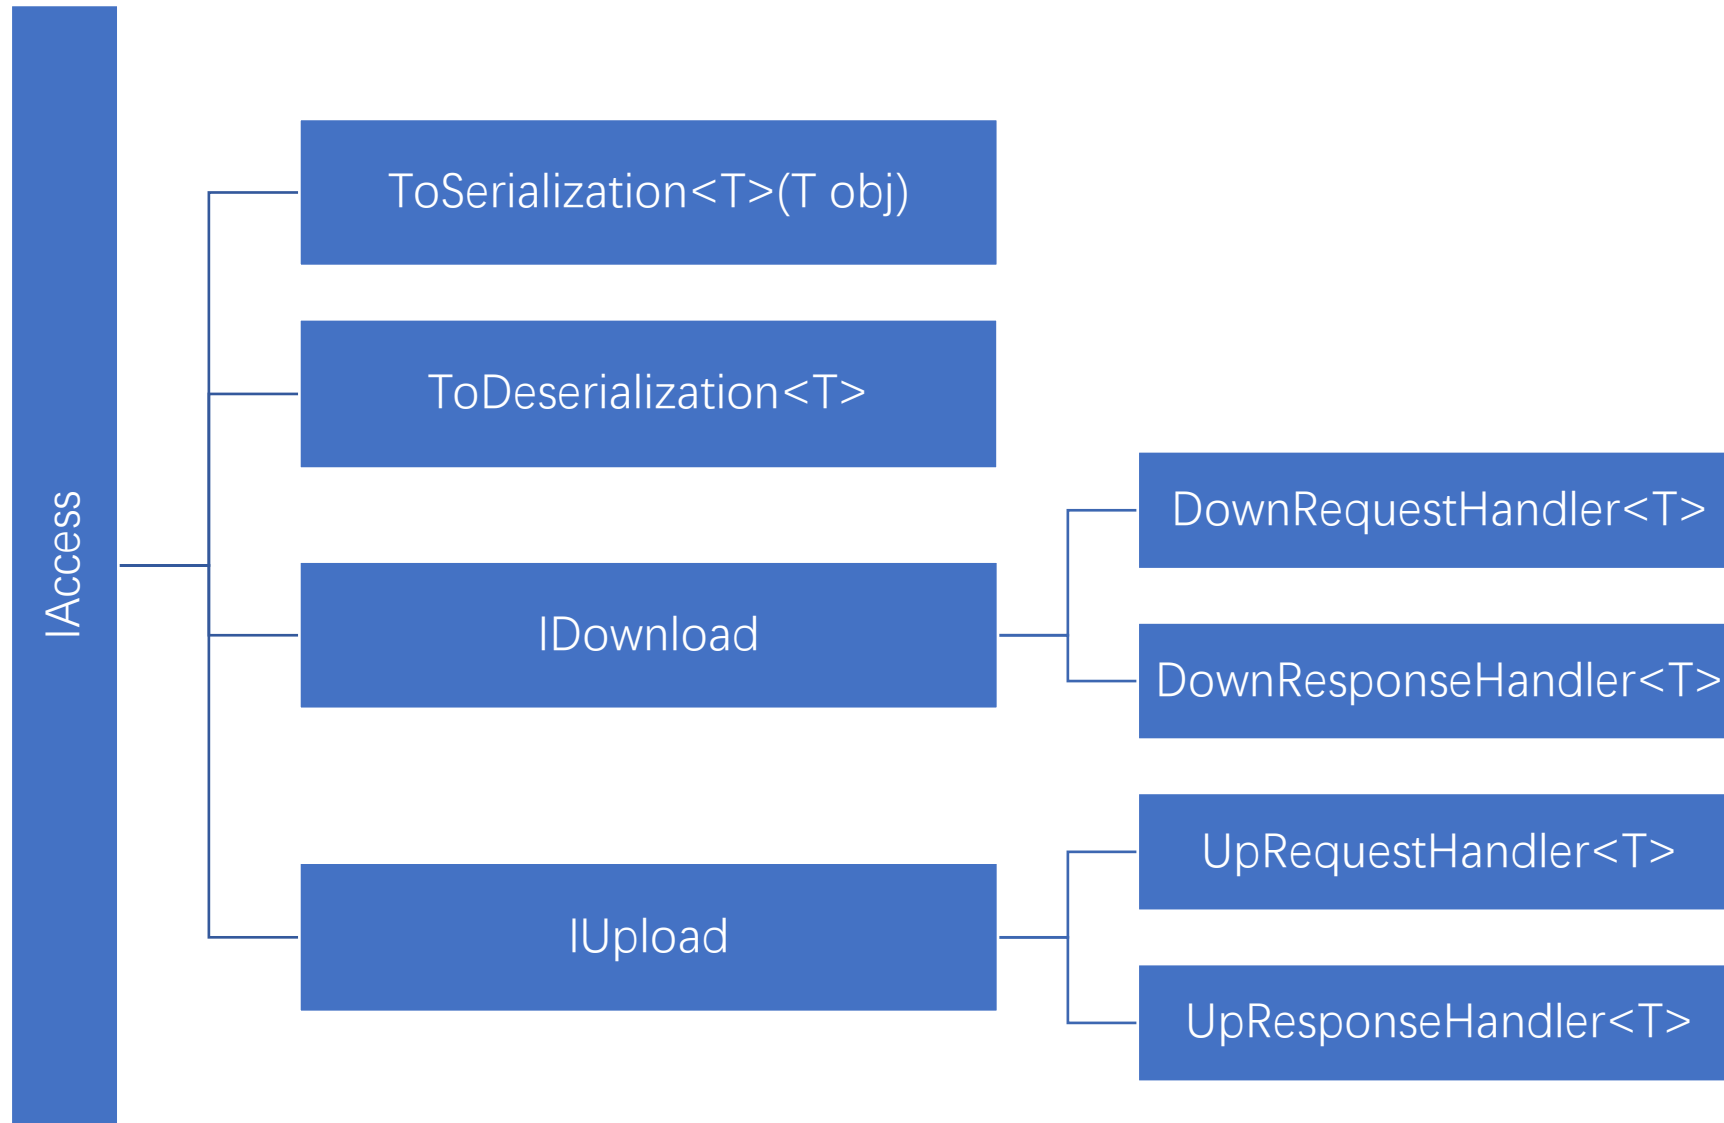 IAccess
ToSerialization<T>(T obj)
ToDeserialization<T>
IDownload
DownRequestHandler<T>
DownResponseHandler<T>
IUpload
UpRequestHandler<T>
UpResponseHandler<T>